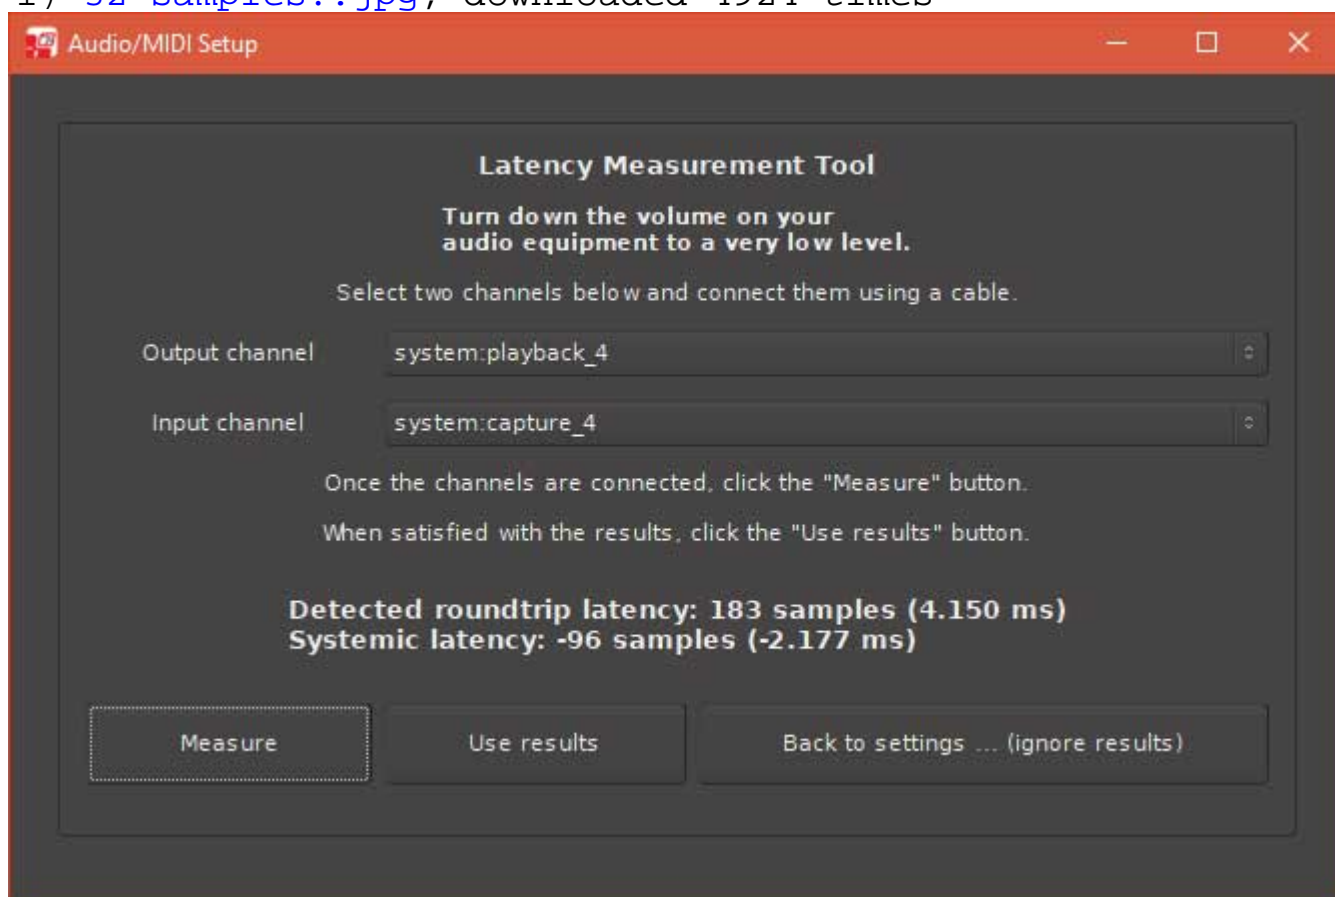 Audio/MIDI Setup
Latency Measurement Tool
Turn down the volume on your
audio equipment to a very low level.
Select two channels below and connect them using a cable.
Output channel system:playback_4
Input channel system:capture_4
Once the channels are connected, click the "Measure" button.
When satisfied with the results, click the "Use results" button.
Detected roundtrip latency: 183 samples (4.150 ms)
Systemic latency: -96 samples (-2.177 ms)
Measure Use results Back to settings ... (ignore results)